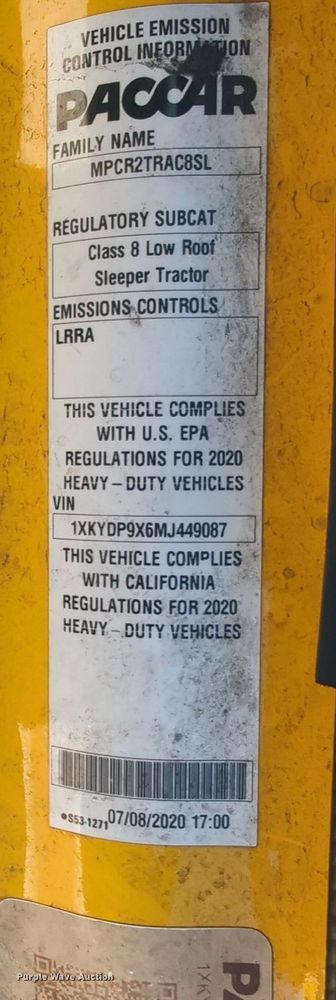 VEHICLE EMISSION
CONTROL INFORMATION
PACCAR
FAMILY NAME
MPCR2TRAC8SL
REGULATORY SUBCAT
Class 8 Low Roof
Sleeper Tractor
EMISSIONS CONTROLS
LRRA
THIS VEHICLE COMPLIES
WITH U.S. EPA
REGULATIONS FOR 2020
HEAVY – DUTY VEHICLES
VIN
1XKYDP9X6MJ449087
THIS VEHICLE COMPLIES
WITH CALIFORNIA
REGULATIONS FOR 2020
HEAVY – DUTY VEHICLES
•S53-1271 07/08/2020 17:00
PA
1XK
Purple Wave Auction